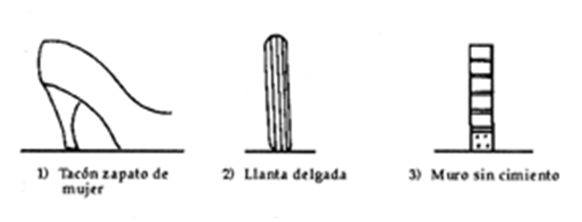 1) Tacón zapato de
mujer
2) Llanta delgada
3) Muro sin cimiento